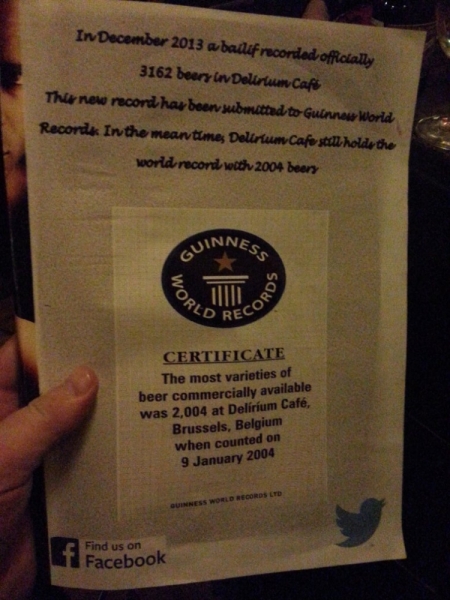 In December 2013 a bailif recorded officially
3162 beers in Delirium Café
This new record has been submitted to Guinness World
Records. In the mean time, Delirium Cafe still holds the
world record with 2004 beers
GUINNESS
WORLD RECORDS
CERTIFICATE
The most varieties of
beer commercially available
was 2,004 at Delirium Café,
Brussels, Belgium
when counted on
9 January 2004
GUINNESS WORLD RECORDS LTD
f Find us on
Facebook